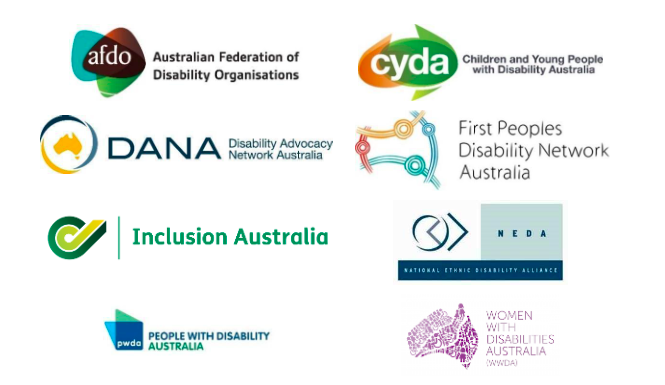 afdo
Australian Federation of
Disability Organisations
cyda
Children and Young People
with Disability Australia
DANA
Disability Advocacy
Network Australia
First Peoples
Disability Network
Australia
Inclusion Australia
NEDA
NATIONAL ETHNIC DISABILITY ALLIANCE
pwda
PEOPLE WITH DISABILITY
AUSTRALIA
WOMEN
WITH
DISABILITIES
AUSTRALIA
(WWDA)